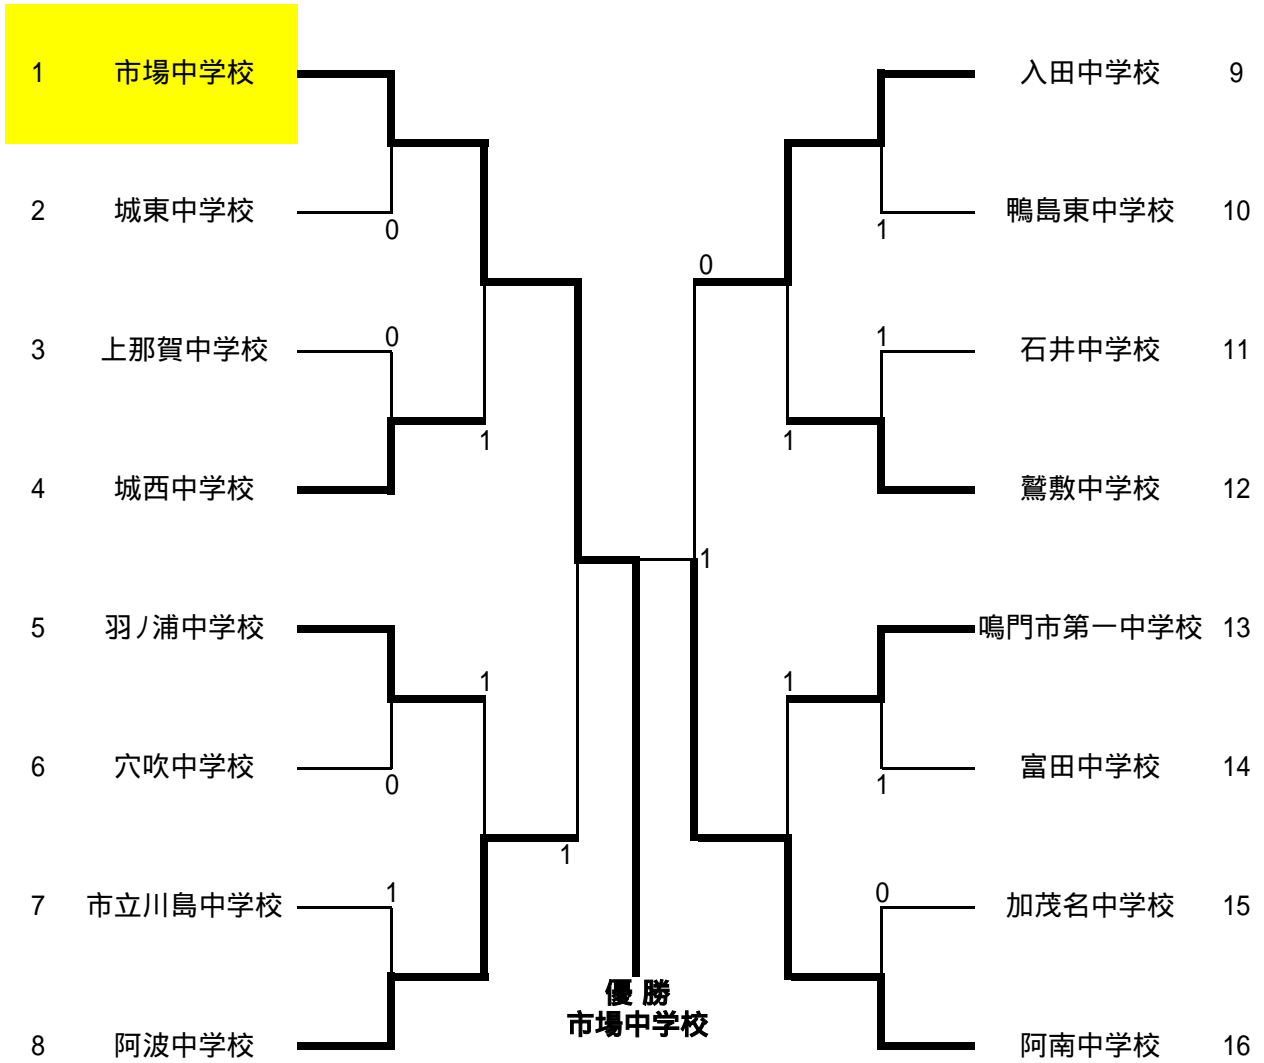 1 市場中学校
入田中学校 9
2 城東中学校
0
鴨島東中学校 10
1
0
3 上那賀中学校
0
石井中学校 11
1
1
1
4 城西中学校
鷲敷中学校 12
1
5 羽ノ浦中学校
鳴門市第一中学校 13
1
1
6 穴吹中学校
0
富田中学校 14
1
1
7 市立川島中学校
1
加茂名中学校 15
0
優 勝
市場中学校
8 阿波中学校
阿南中学校 16